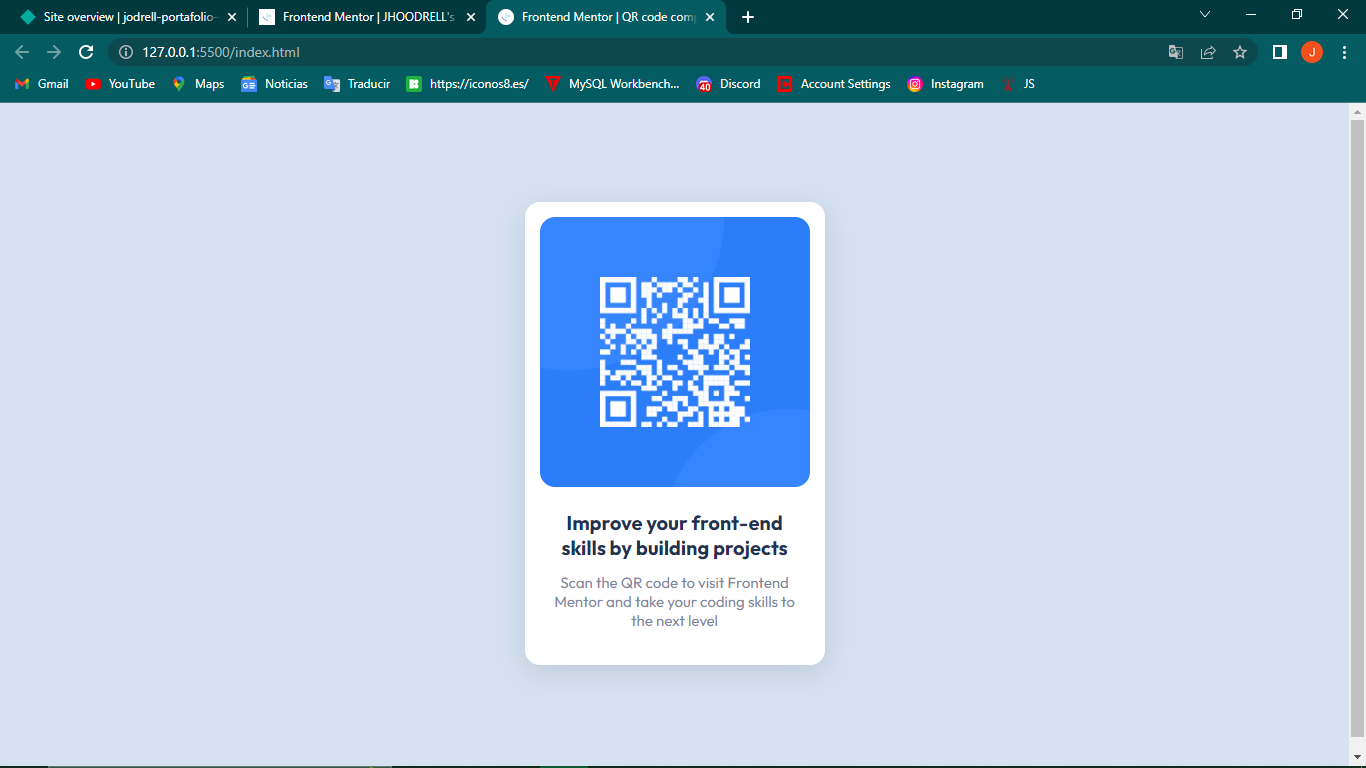 Site overview | jodrell-portafolio-
Frontend Mentor | JHOODRELL's
Frontend Mentor | QR code com
127.0.0.1:5500/index.html
J
Gmail
YouTube
Maps
Noticias
Traducir
https://iconos8.es/
MySQL Workbench...
40
Discord
Account Settings
Instagram
JS
Improve your front-end
skills by building projects
Scan the QR code to visit Frontend
Mentor and take your coding skills to
the next level